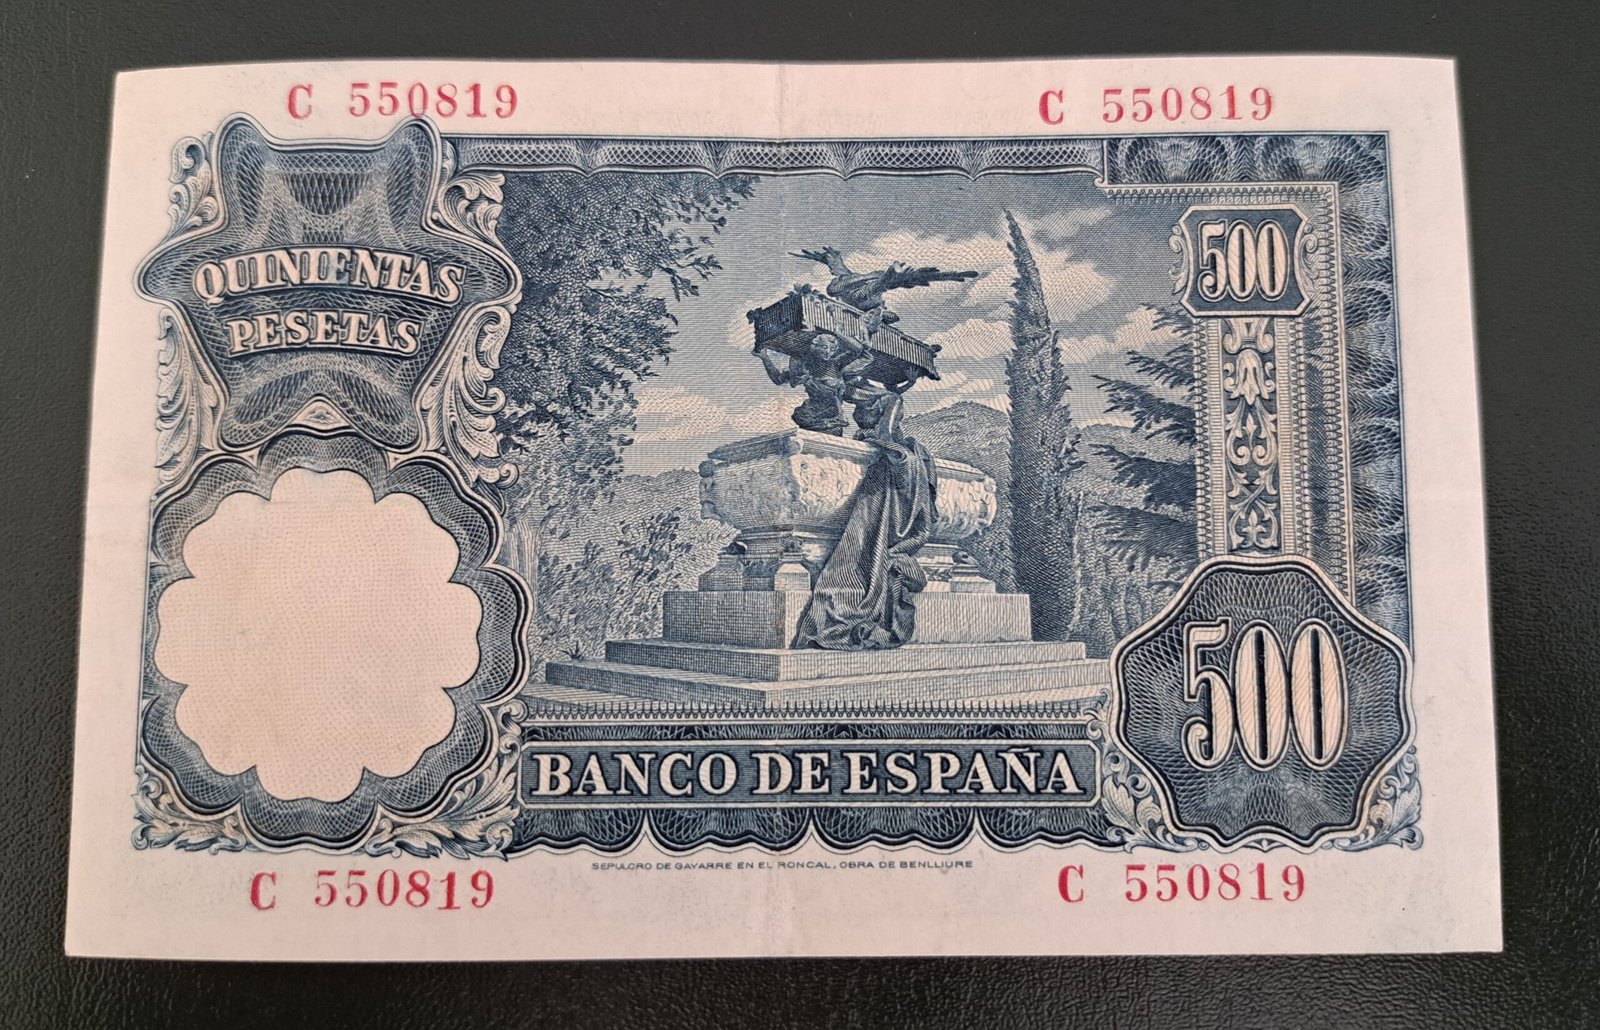 C 550819 C 550819
QUINIENTAS
PESETAS
500
500
BANCO DE ESPAÑA
SEPULCRO DE GAYARRE EN EL RONCAL, OBRA DE BENLLIURE
C 550819 C 550819